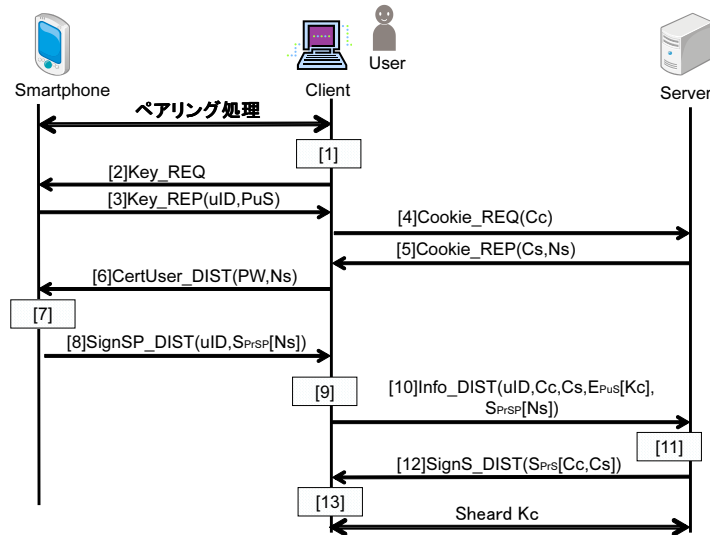 User
Smartphone
Client
Server
ペアリング処理
[1]
[2]Key_REQ
[3]Key_REP(uID,PuS)
[4]Cookie_REQ(Cc)
[5]Cookie_REP(Cs,Ns)
[6]CertUser_DIST(PW,Ns)
[7]
[8]SignSP_DIST(uID,SPrSP[Ns])
[9]
[10]Info_DIST(uID,Cc,Cs,EPuS[Kc],
SPrSP[Ns])
[11]
[12]SignS_DIST(SPrS[Cc,Cs])
[13]
Sheard Kc